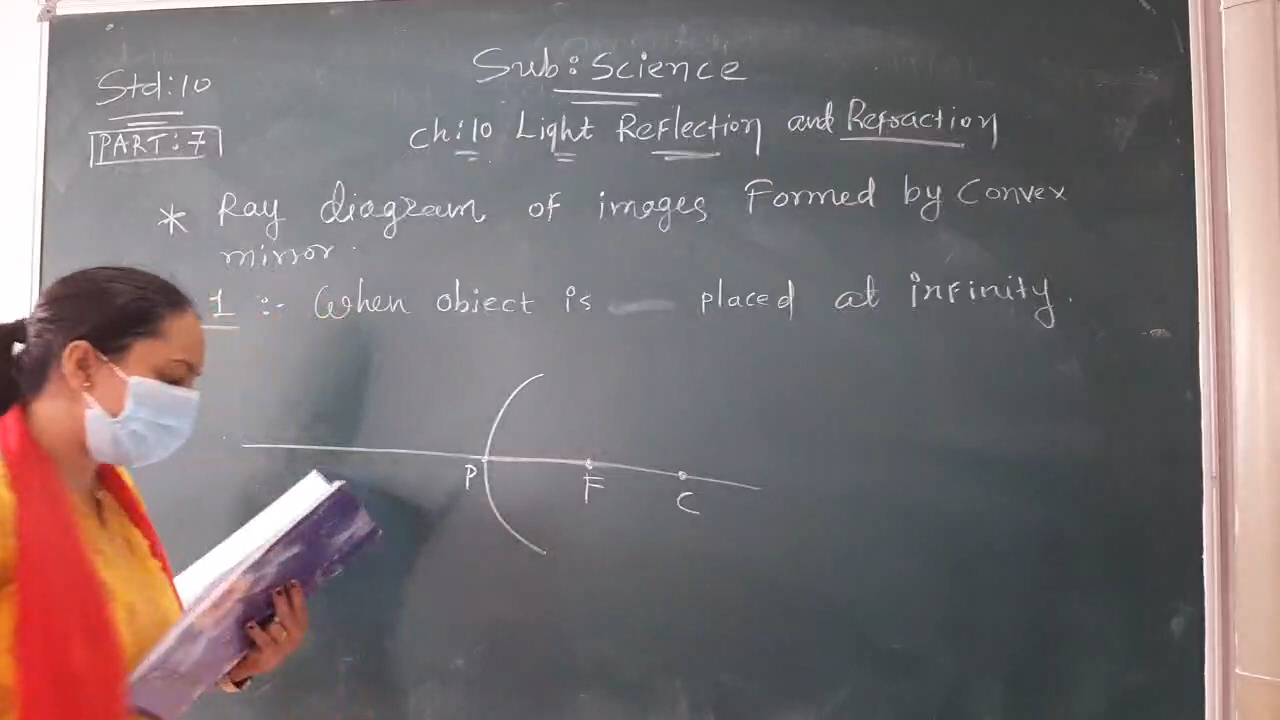 Std:10
Sub:Science
PART:7
Ch:10 Light Reflection and Refraction
* Ray diagram of images Formed by Convex
mirror.
1 :- When object is placed at infinity.
P
F
C